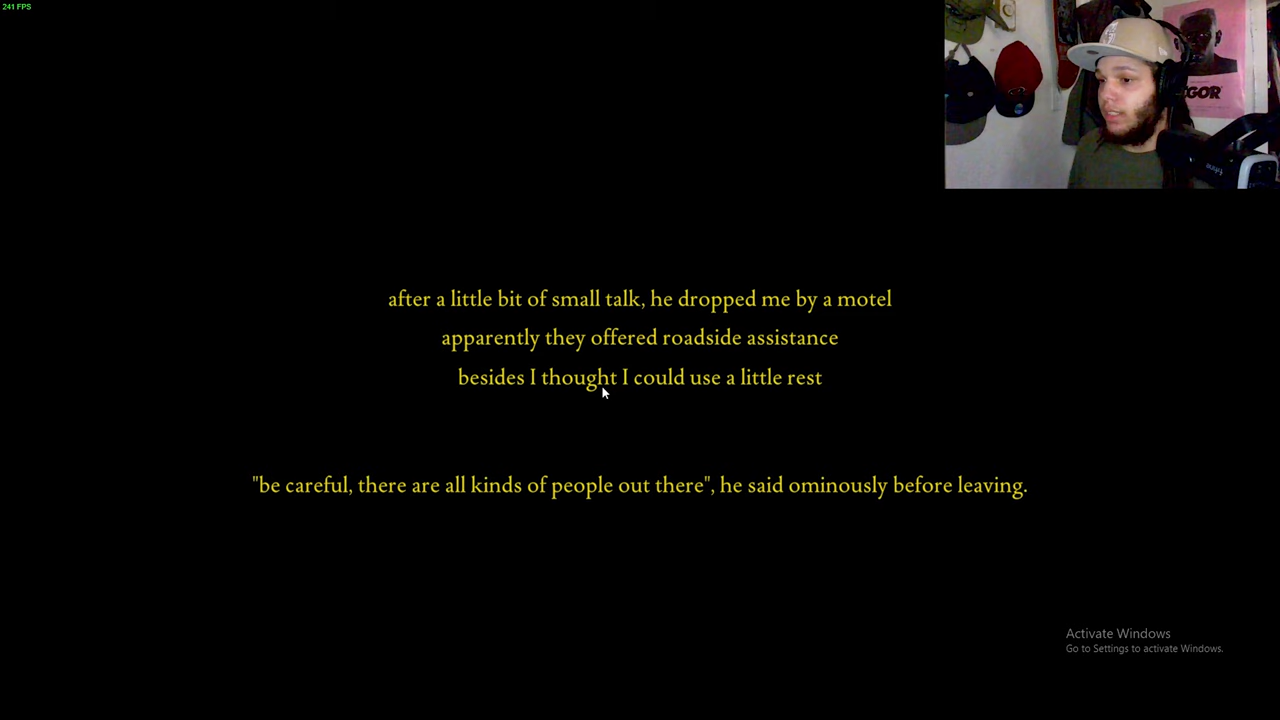 241 FPS
IGOR
after a little bit of small talk, he dropped me by a motel
apparently they offered roadside assistance
besides I thought I could use a little rest
"be careful, there are all kinds of people out there", he said ominously before leaving.
Activate Windows
Go to Settings to activate Windows.